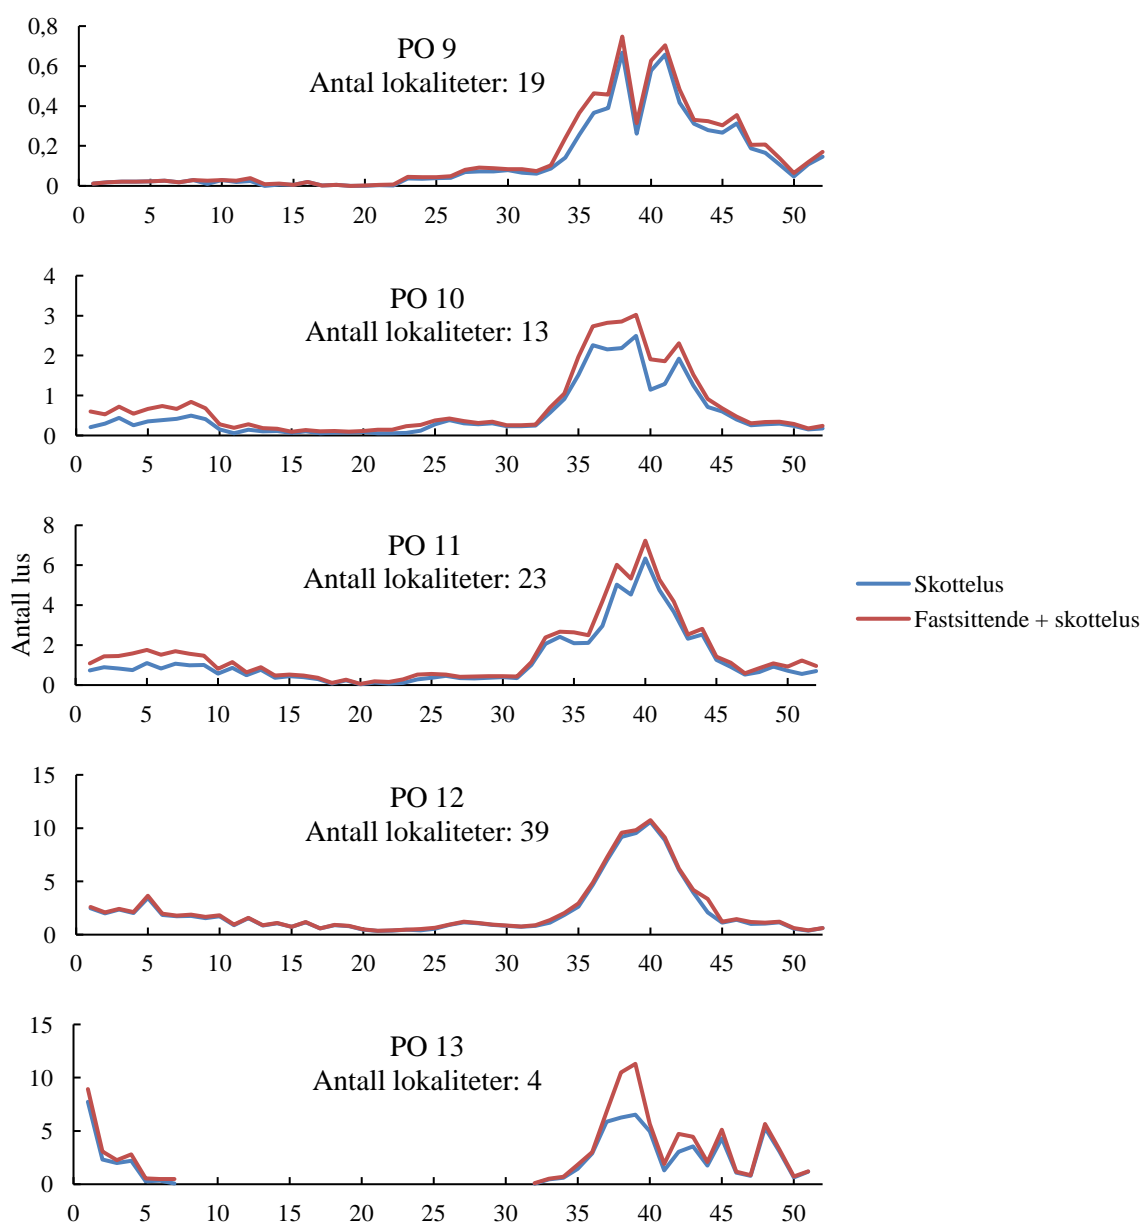 0,8
0,6
0,4
0,2
0
PO 9
Antal lokaliteter: 19
0 5 10 15 20 25 30 35 40 45 50
4
3
2
1
0
PO 10
Antall lokaliteter: 13
0 5 10 15 20 25 30 35 40 45 50
Antall lus
8
6
4
2
0
PO 11
Antall lokaliteter: 23
0 5 10 15 20 25 30 35 40 45 50
Skottelus
Fastsittende + skottelus
15
10
5
0
PO 12
Antall lokaliteter: 39
0 5 10 15 20 25 30 35 40 45 50
15
10
5
0
PO 13
Antall lokaliteter: 4
0 5 10 15 20 25 30 35 40 45 50